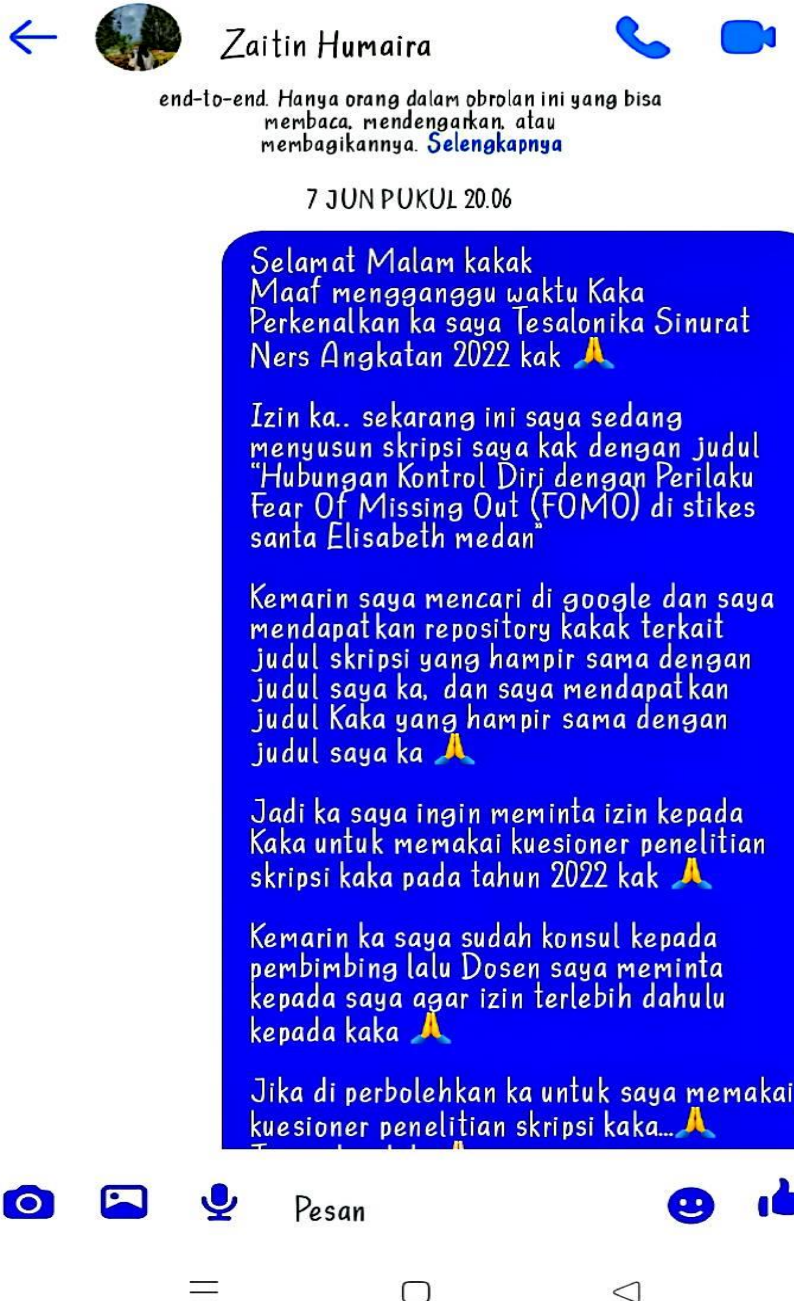 Zaitin Humaira
end-to-end. Hanya orang dalam obrolan ini yang bisa
membaca, mendengarkan, atau
membagikannya. Selengkapnya
7 JUN PUKUL 20.06
Selamat Malam kakak
Maaf mengganggu waktu Kaka
Perkenalkan ka saya Tesalonika Sinurat
Ners Angkatan 2022 kak 🙏
Izin ka.. sekarang ini saya sedang
menyusun skripsi saya kak dengan judul
"Hubungan Kontrol Diri dengan Perilaku
Fear Of Missing Out (FOMO) di stikes
santa Elisabeth medan"
Kemarin saya mencari di google dan saya
mendapatkan repository kakak terkait
judul skripsi yang hampir sama dengan
judul saya ka, dan saya mendapatkan
judul Kaka yang hampir sama dengan
judul saya ka 🙏
Jadi ka saya ingin meminta izin kepada
Kaka untuk memakai kuesioner penelitian
skripsi kaka pada tahun 2022 kak 🙏
Kemarin ka saya sudah konsul kepada
pembimbing lalu Dosen saya meminta
kepada saya agar izin terlebih dahulu
kepada kaka 🙏
Jika di perbolehkan ka untuk saya memakai
kuesioner penelitian skripsi kaka...🙏
Pesan